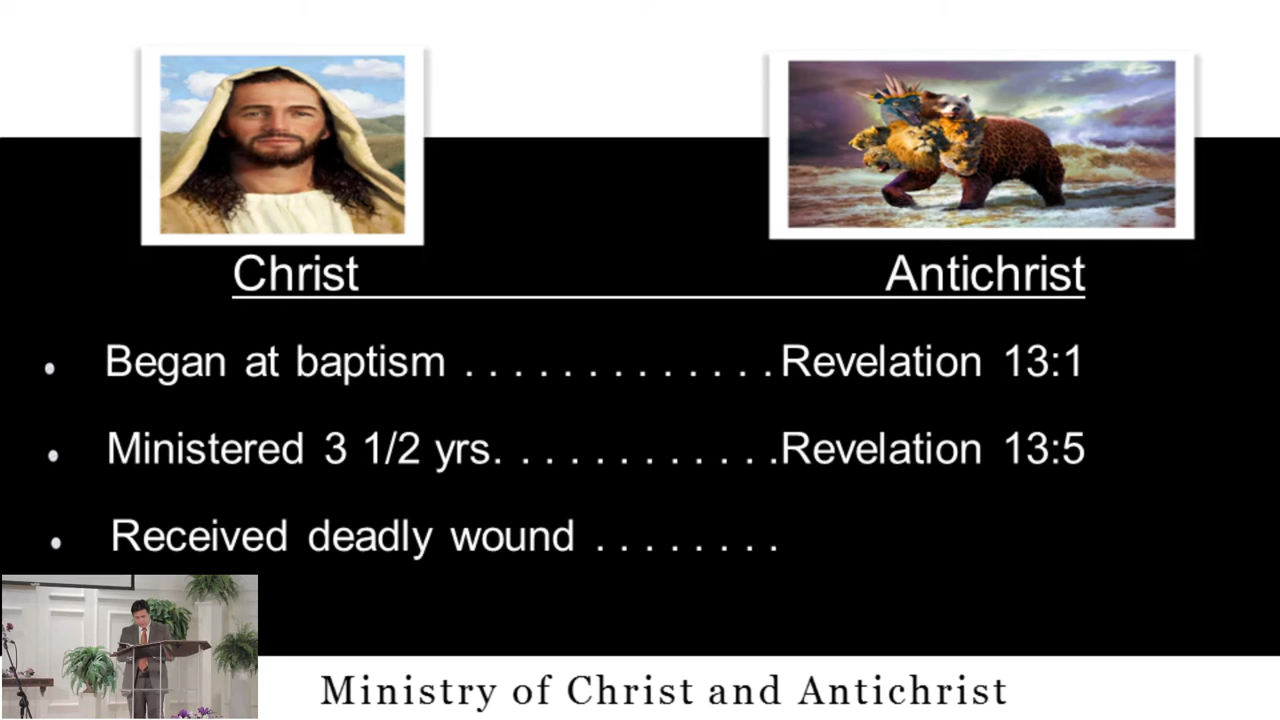 Christ Antichrist
• Began at baptism . . . . . . . . . . . . . Revelation 13:1
• Ministered 3 1/2 yrs. . . . . . . . . . . . .Revelation 13:5
• Received deadly wound . . . . . . . .
Ministry of Christ and Antichrist